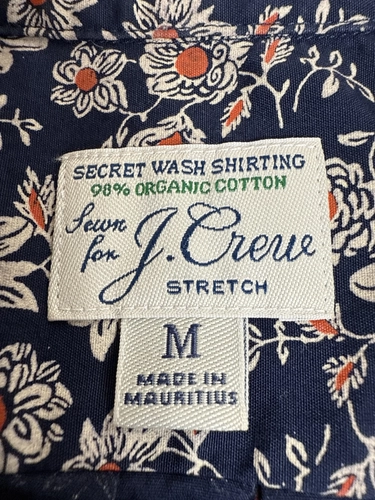 SECRET WASH SHIRTING
98% ORGANIC COTTON
Sewn
for J.Crew
STRETCH
M
MADE IN
MAURITIUS